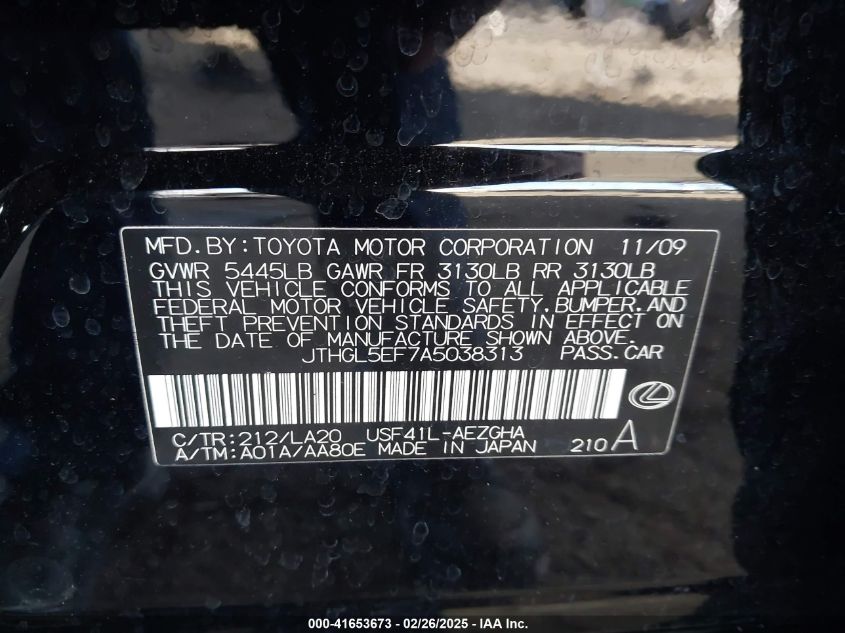 MFD.BY:TOYOTA MOTOR CORPORATION 11/09
GVWR 5445LB GAWR FR 3130LB RR 3130LB
THIS VEHICLE CONFORMS TO ALL APPLICABLE
FEDERAL MOTOR VEHICLE SAFETY,BUMPER,AND
THEFT PREVENTION STANDARDS IN EFFECT ON
THE DATE OF MANUFACTURE SHOWN ABOVE.
JTHGL5EF7A5038313 PASS.CAR
C/TR:212/LA20 USF41L-AEZGHA
A/TM:A01A/AA80E MADE IN JAPAN 210A
000-41653673 - 02/26/2025 - IAA Inc.